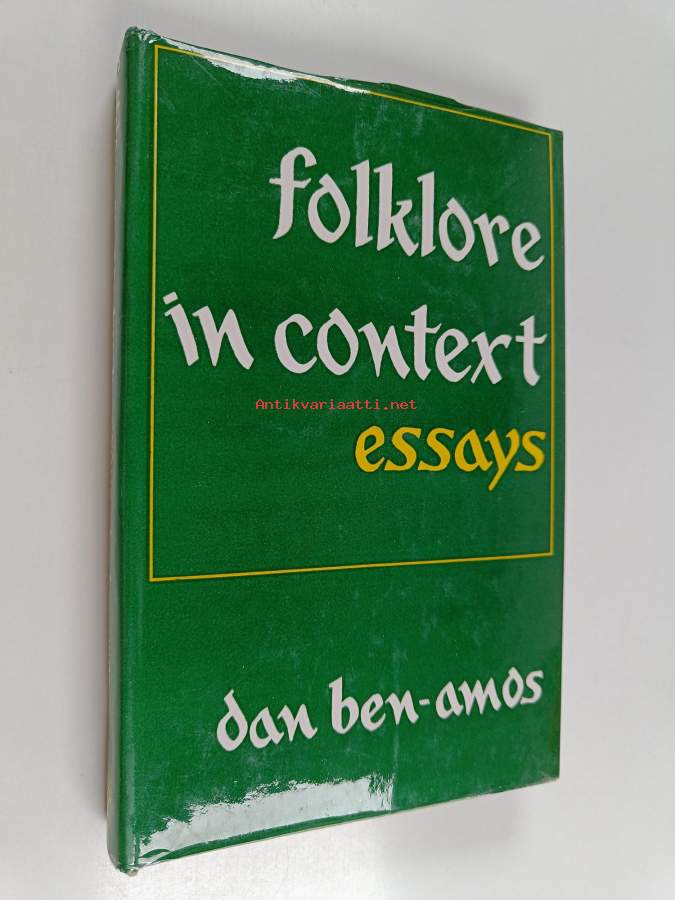 folklore
in context
Antikvariaatti.net
essays
dan ben-amos